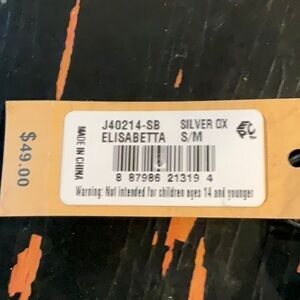 J40214-SB SILVER OX
ELISABETTA S/M
MADE IN CHINA
8 87986 21319 4
Warning: Not intended for children ages 14 and younger
$49.00